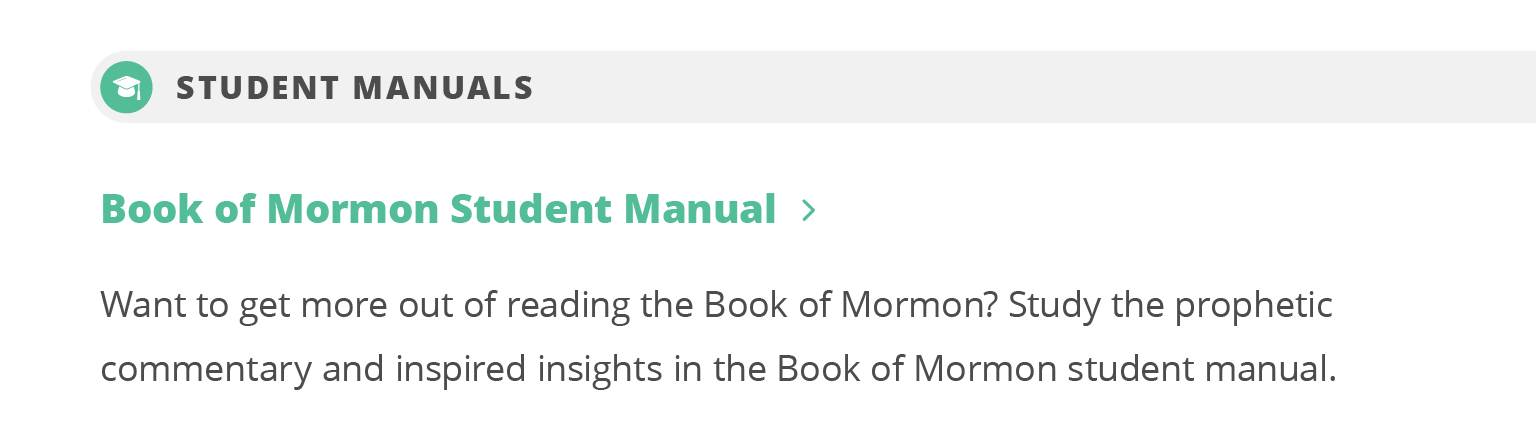 STUDENT MANUALS
Book of Mormon Student Manual
Want to get more out of reading the Book of Mormon? Study the prophetic
commentary and inspired insights in the Book of Mormon student manual.